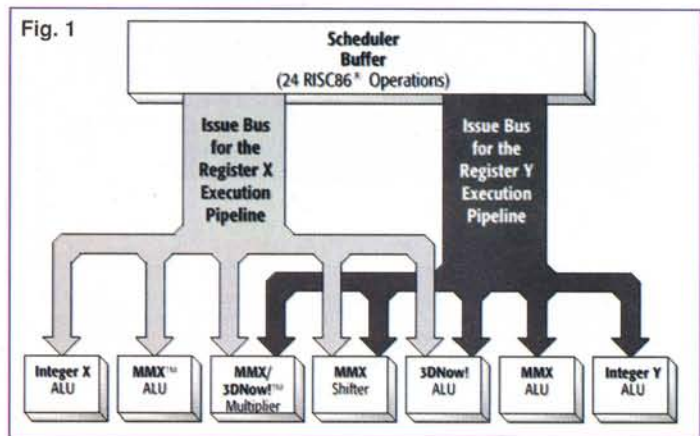 Fig. 1
Scheduler
Buffer
(24 RISC86® Operations)
Issue Bus
for the
Register X
Execution
Pipeline
Issue Bus
for the
Register Y
Execution
Pipeline
Integer X
ALU
MMX™
ALU
MMX/
3DNow!™
Multiplier
MMX
Shifter
3DNow!
ALU
MMX
ALU
Integer Y
ALU